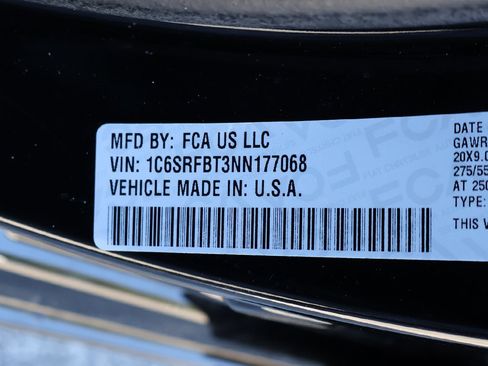 MFD BY: FCA US LLC
VIN: 1C6SRFBT3NN177068
VEHICLE MADE IN: U.S.A.
DATE
GAWR
20X9.0
275/55
AT 250
TYPE:
THIS V